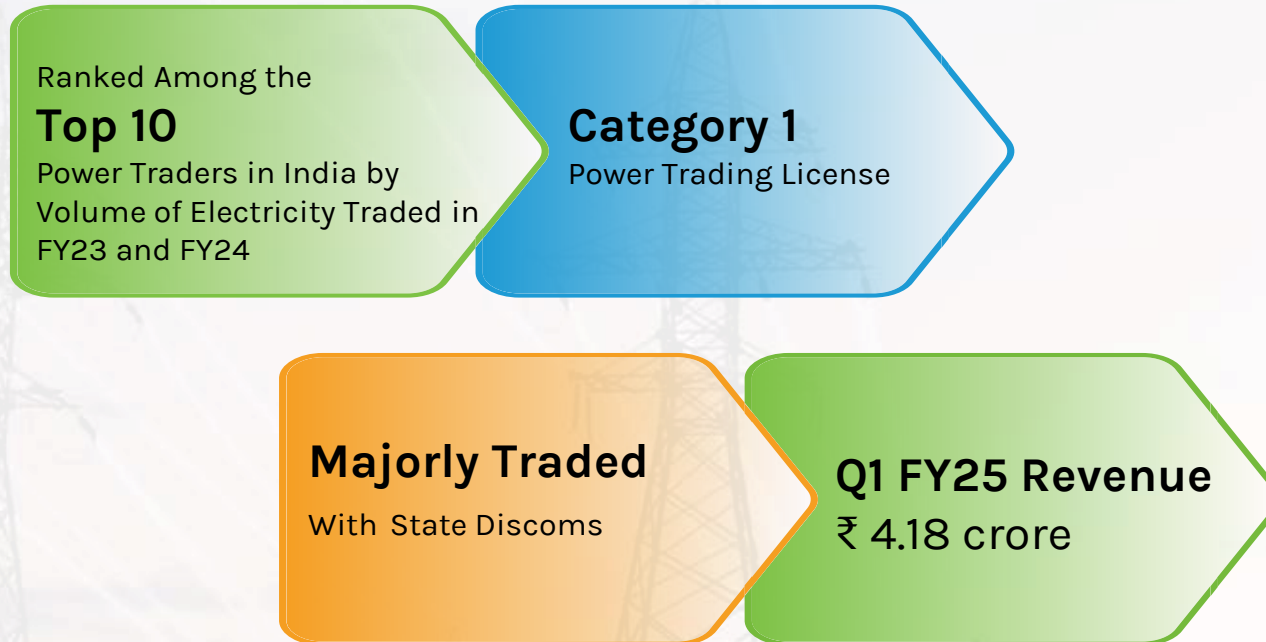 Ranked Among the
Top 10
Power Traders in India by
Volume of Electricity Traded in
FY23 and FY24
Category 1
Power Trading License
Majorly Traded
With State Discoms
Q1 FY25 Revenue
₹ 4.18 crore